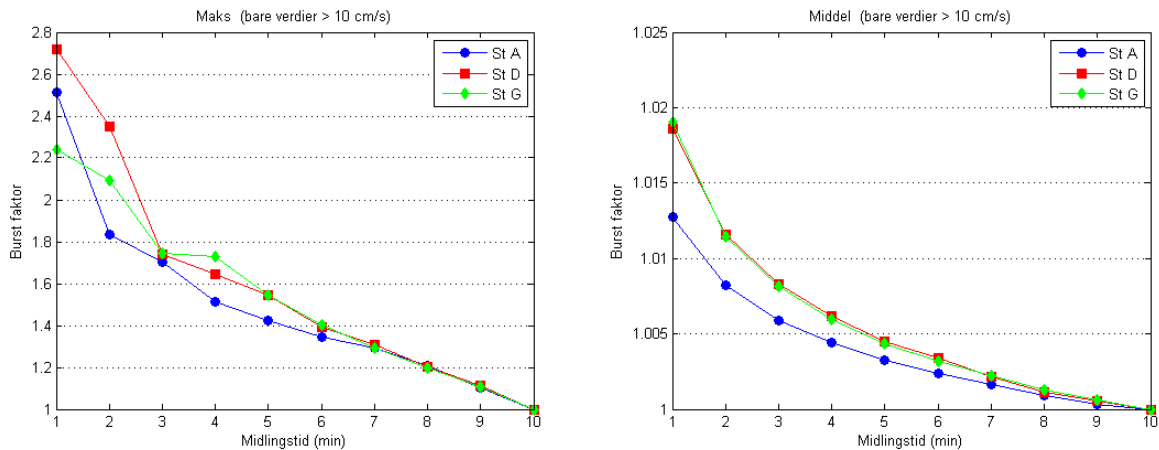 Maks (bare verdier > 10 cm/s)
2.8
2.6
2.4
2.2
2
1.8
1.6
1.4
1.2
1
Burst faktor
St A
St D
St G
1 2 3 4 5 6 7 8 9 10
Midlingstid (min)
Middel (bare verdier > 10 cm/s)
1.025
1.02
1.015
1.01
1.005
1
Burst faktor
St A
St D
St G
1 2 3 4 5 6 7 8 9 10
Midlingstid (min)